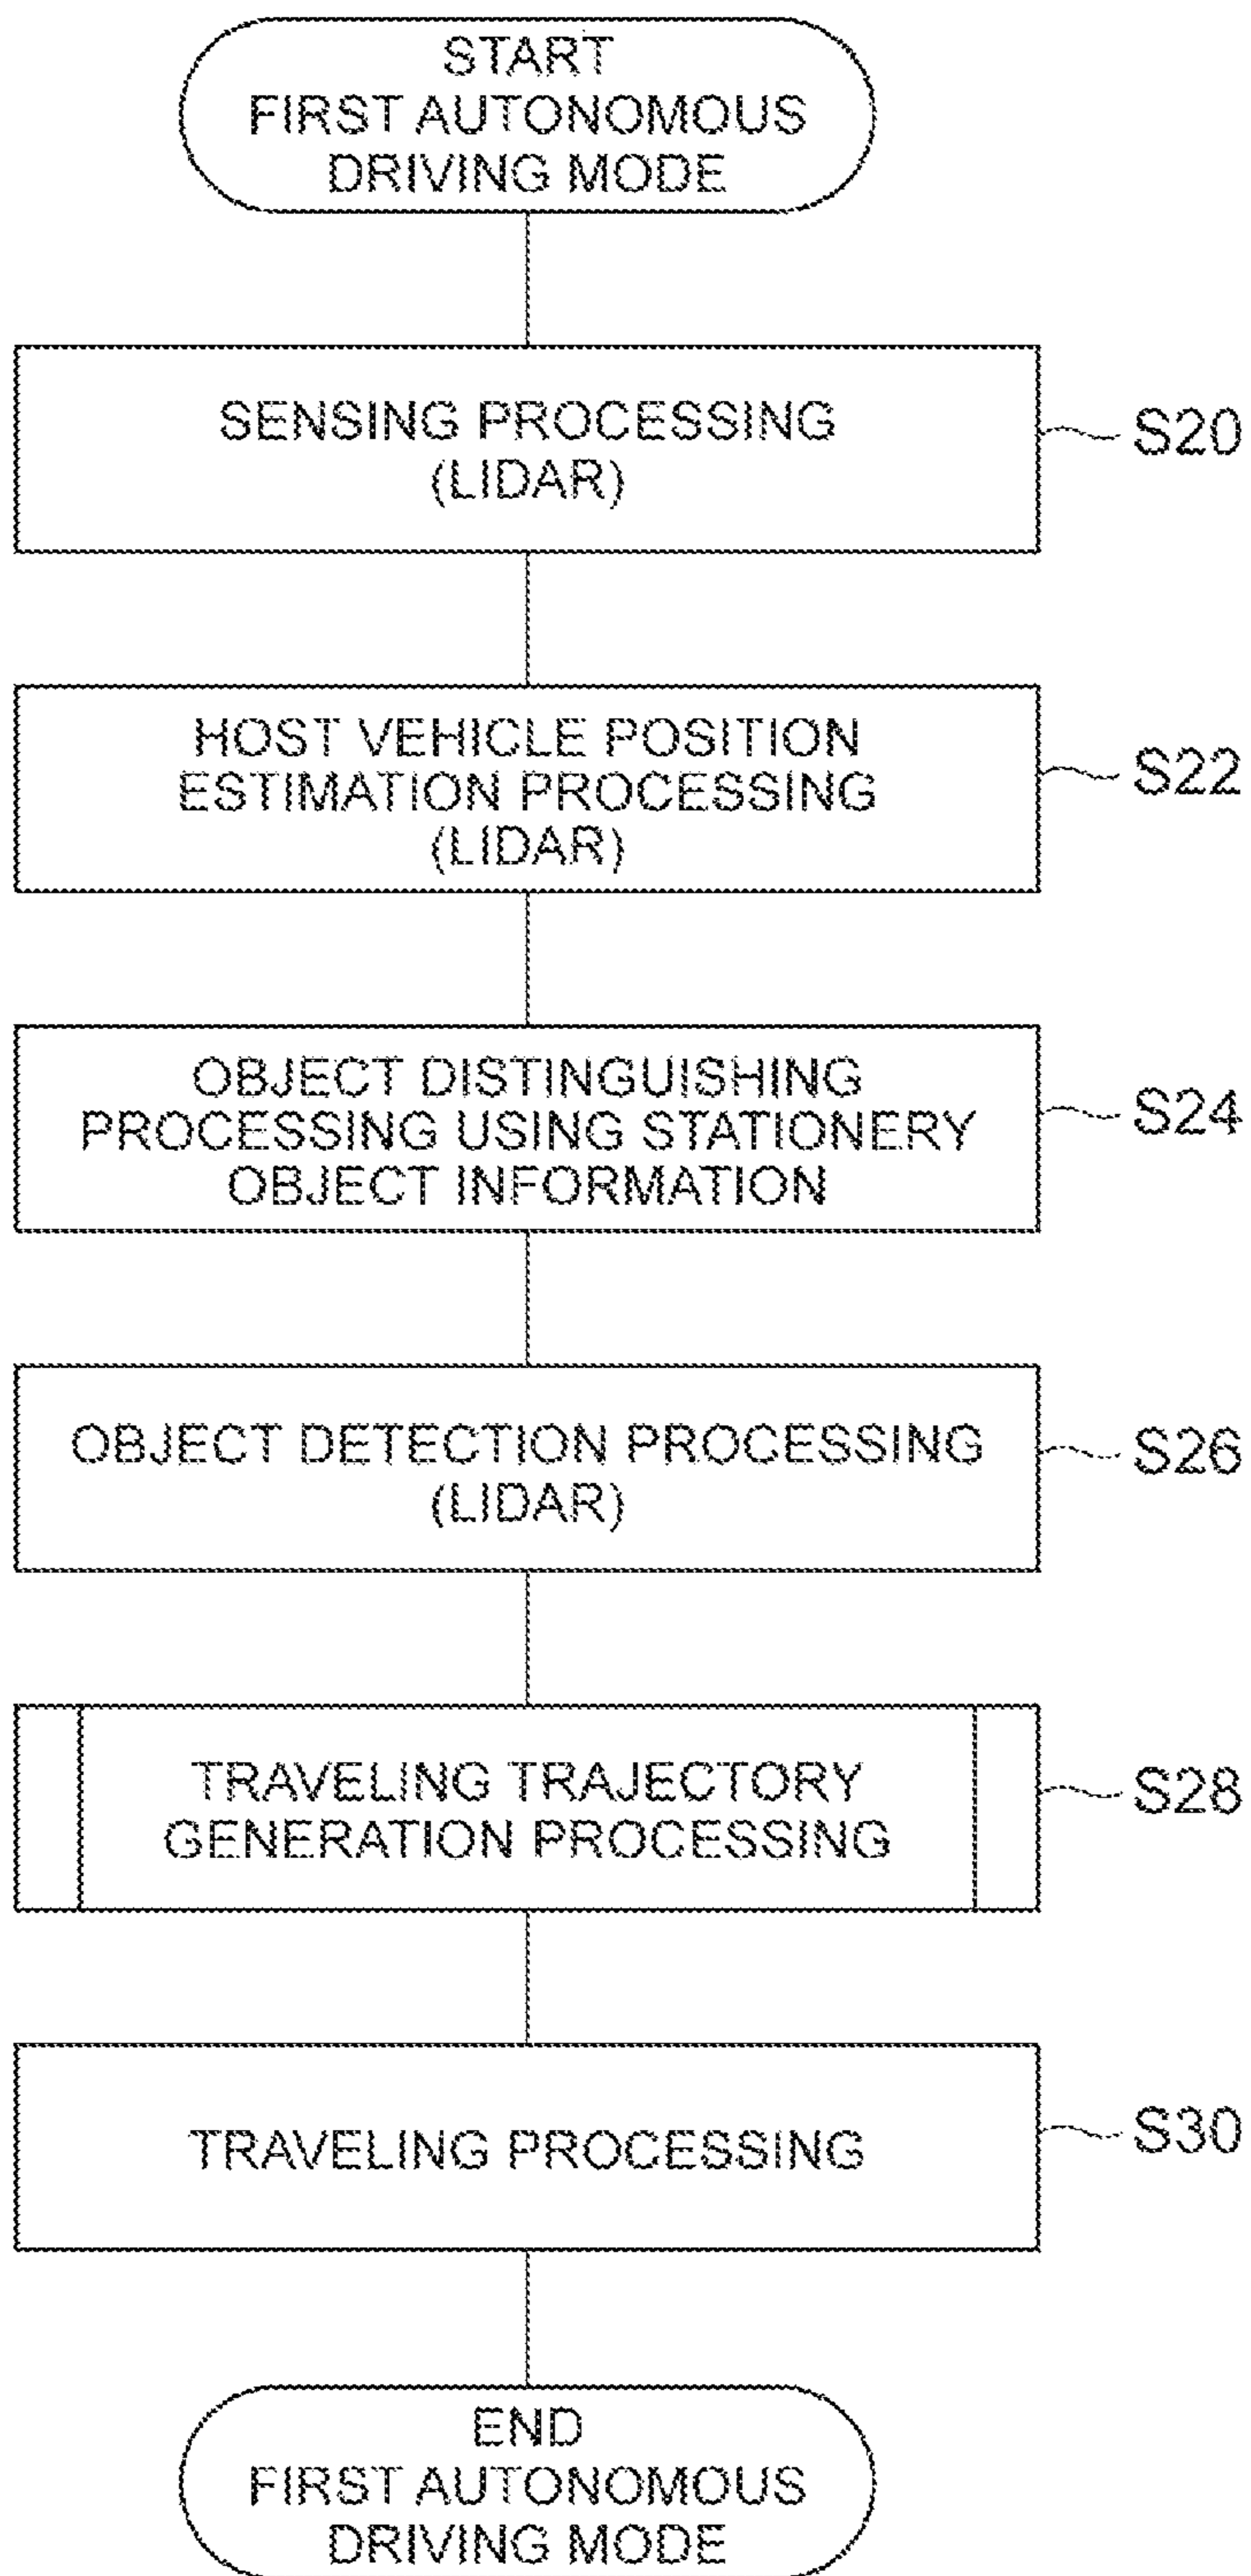 START
FIRST AUTONOMOUS
DRIVING MODE
SENSING PROCESSING
(LIDAR)
S20
HOST VEHICLE POSITION
ESTIMATION PROCESSING
(LIDAR)
S22
OBJECT DISTINGUISHING
PROCESSING USING STATIONERY
OBJECT INFORMATION
S24
OBJECT DETECTION PROCESSING
(LIDAR)
S26
TRAVELING TRAJECTORY
GENERATION PROCESSING
S28
TRAVELING PROCESSING
S30
END
FIRST AUTONOMOUS
DRIVING MODE